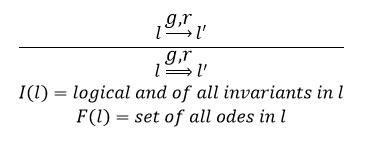 l g,r⟶ l′
l g,r⟹ l′
I(l) = logical and of all invariants in l
F(l) = set of all odes in l